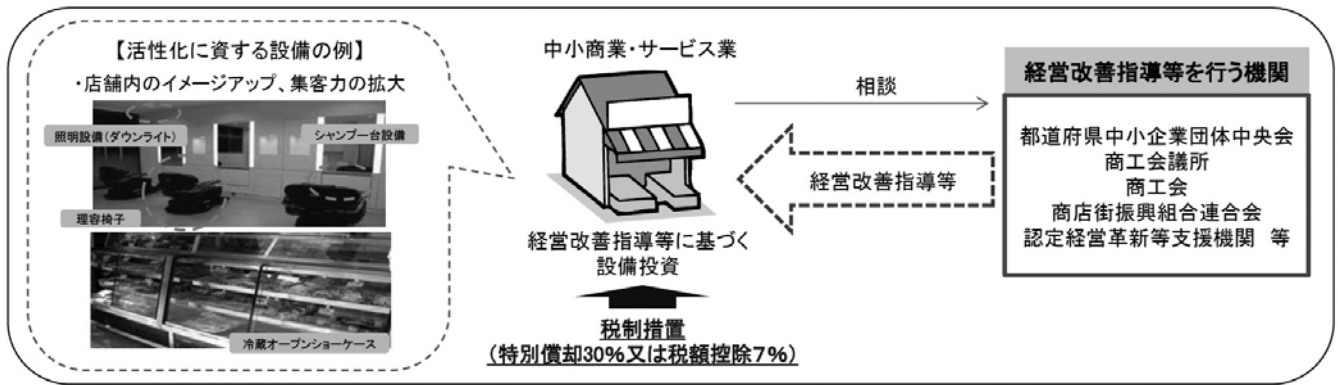 【活性化に資する設備の例】
・店舗内のイメージアップ、集客力の拡大
照明設備(ダウンライト)
シャンプー台設備
理容椅子
冷蔵オープンショーケース
中小商業・サービス業
経営改善指導等に基づく
設備投資
税制措置
(特別償却30%又は税額控除7%)
相談
経営改善指導等
経営改善指導等を行う機関
都道府県中小企業団体中央会
商工会議所
商工会
商店街振興組合連合会
認定経営革新等支援機関 等